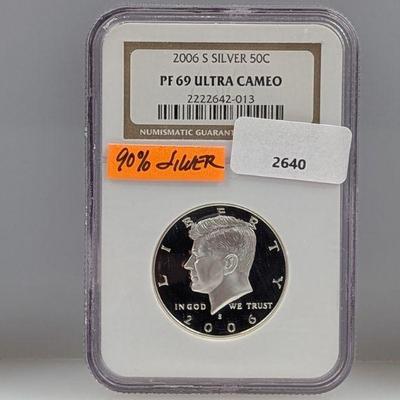 2006 S SILVER 50C
PF 69 ULTRA CAMEO
2222642-013
NUMISMATIC GUARANT
90% SILVER
2640
LIBERTY
IN GOD WE TRUST
S
2006